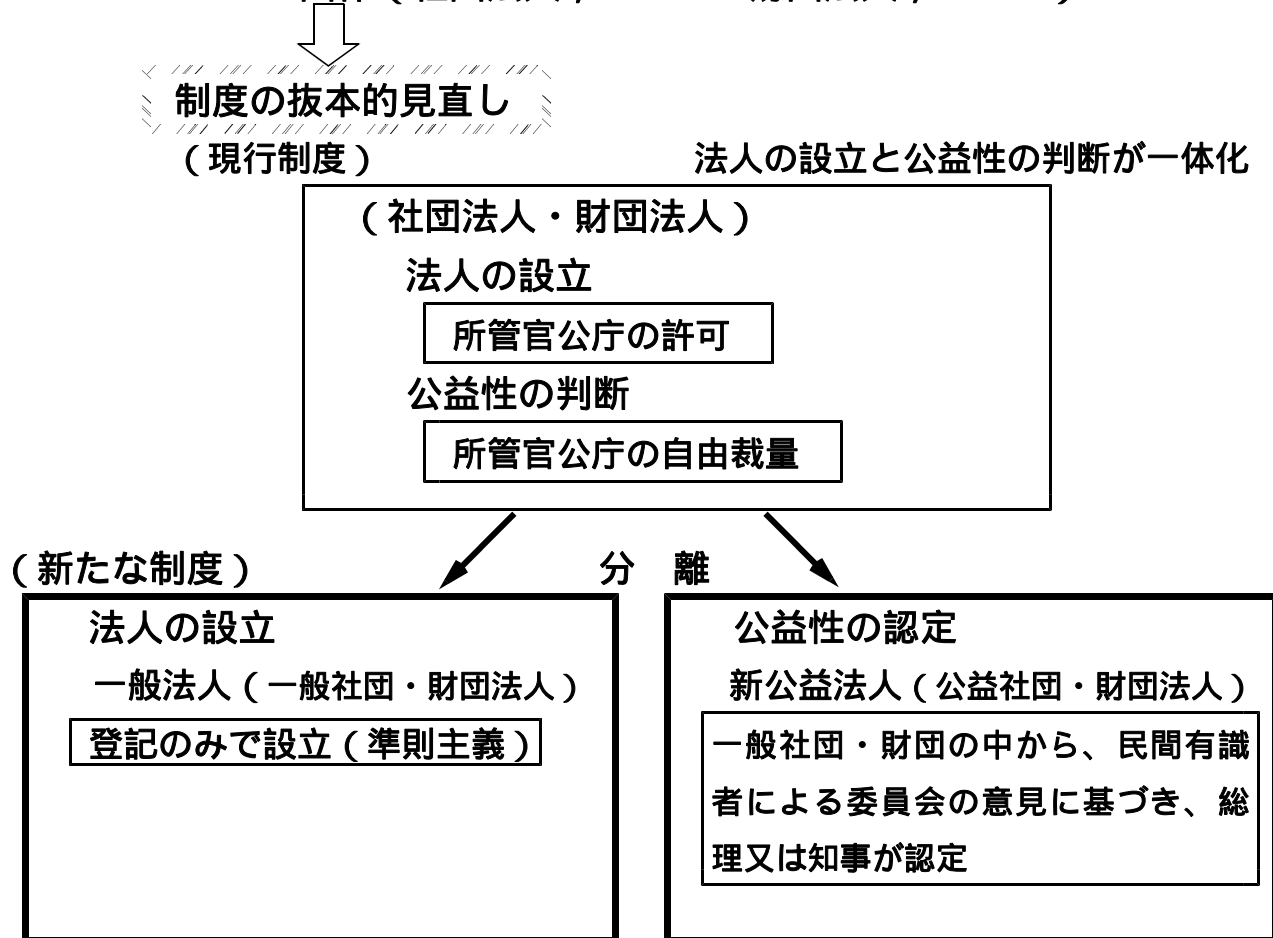 制度の抜本的見直し
（現行制度）
法人の設立と公益性の判断が一体化
（社団法人・財団法人）
法人の設立
所管官公庁の許可
公益性の判断
所管官公庁の自由裁量
（新たな制度）
分　離
法人の設立
一般法人（一般社団・財団法人）
登記のみで設立（準則主義）
公益性の認定
新公益法人（公益社団・財団法人）
一般社団・財団の中から、民間有識
者による委員会の意見に基づき、総
理又は知事が認定